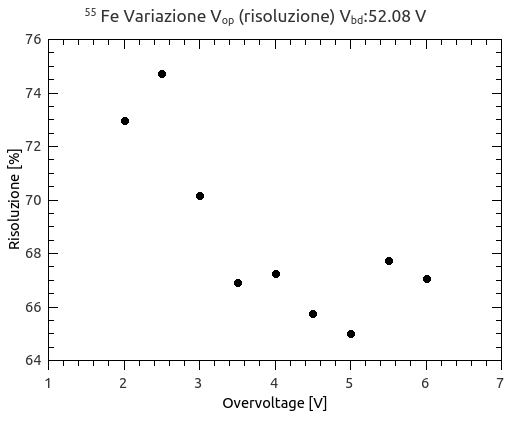 ⁵⁵ Fe Variazione Vop (risoluzione) Vbd:52.08 V
76
74
72
70
68
66
64
Risoluzione [%]
1 2 3 4 5 6 7
Overvoltage [V]